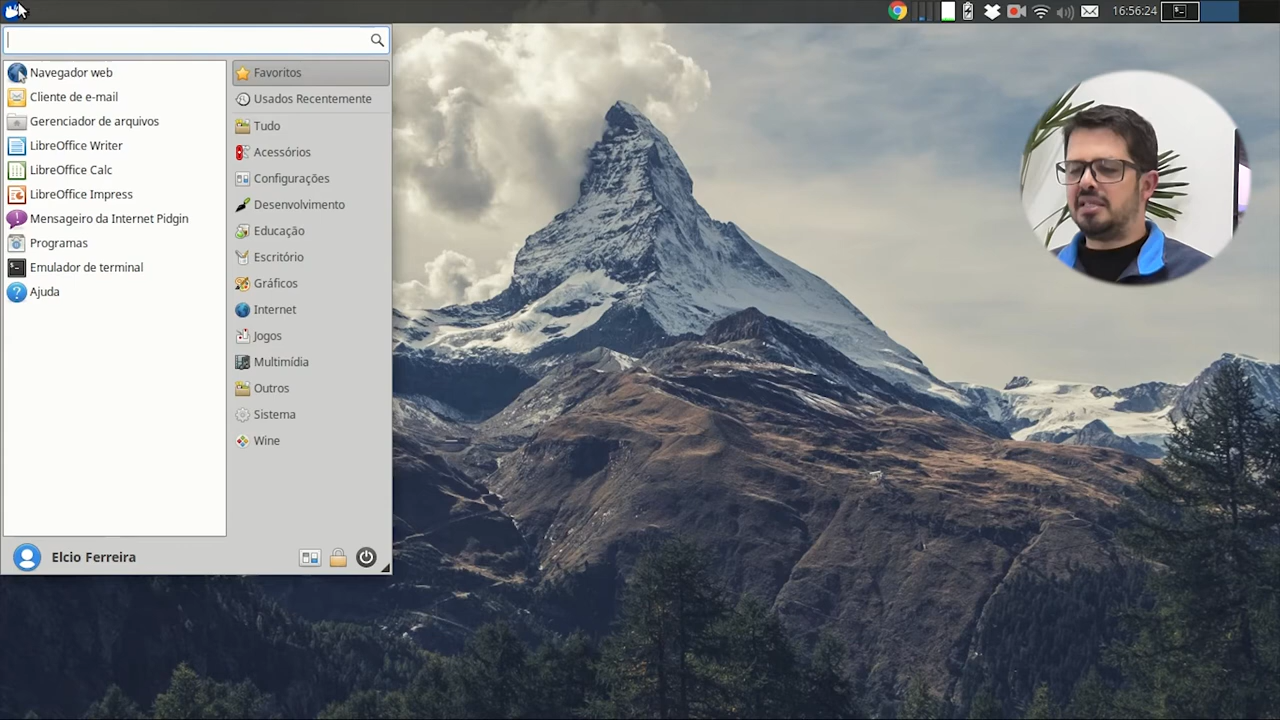 16:56:24
Navegador web
Cliente de e-mail
Gerenciador de arquivos
LibreOffice Writer
LibreOffice Calc
LibreOffice Impress
Mensageiro da Internet Pidgin
Programas
Emulador de terminal
Ajuda
Favoritos
Usados Recentemente
Tudo
Acessórios
Configurações
Desenvolvimento
Educação
Escritório
Gráficos
Internet
Jogos
Multimídia
Outros
Sistema
Wine
Elcio Ferreira